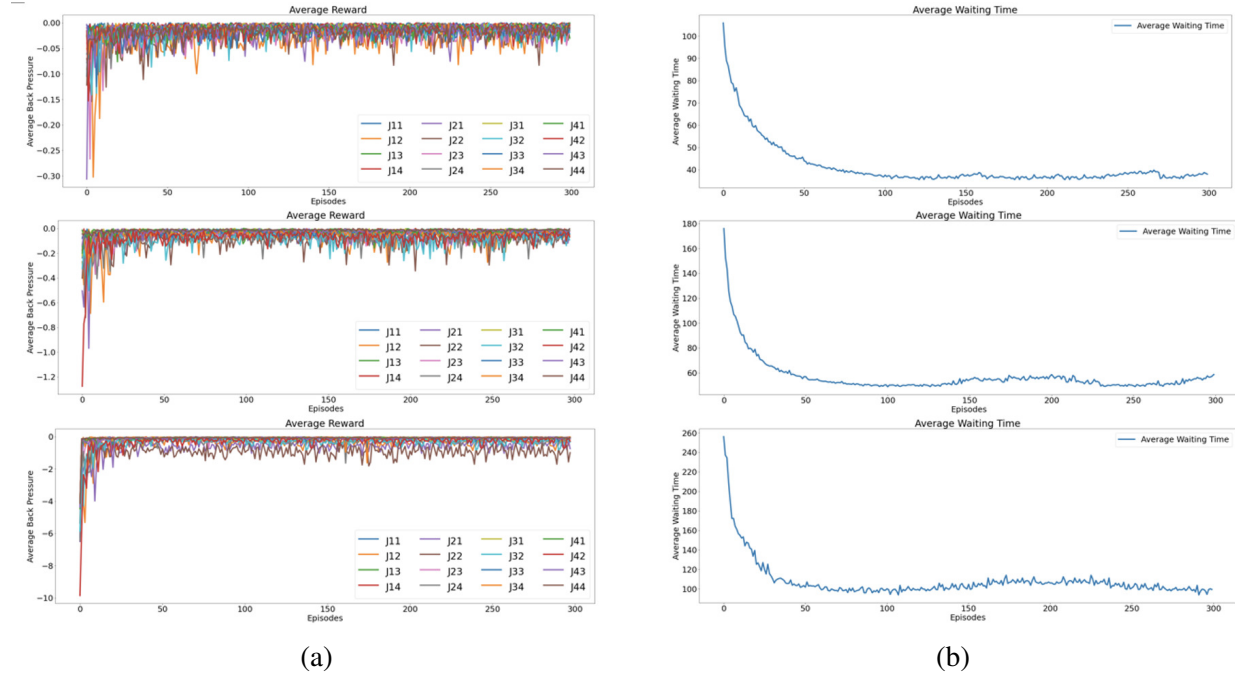 Average Reward
Average Back Pressure
0.00
−0.05
−0.10
−0.15
−0.20
−0.25
−0.30
J11 J21 J31 J41
J12 J22 J32 J42
J13 J23 J33 J43
J14 J24 J34 J44
0 50 100 150 200 250 300
Episodes
Average Reward
Average Back Pressure
0.0
−0.2
−0.4
−0.6
−0.8
−1.0
−1.2
J11 J21 J31 J41
J12 J22 J32 J42
J13 J23 J33 J43
J14 J24 J34 J44
0 50 100 150 200 250 300
Episodes
Average Reward
Average Back Pressure
0
−2
−4
−6
−8
−10
J11 J21 J31 J41
J12 J22 J32 J42
J13 J23 J33 J43
J14 J24 J34 J44
0 50 100 150 200 250 300
Episodes
(a)
Average Waiting Time
Average Waiting Time
Average Waiting Time
100
90
80
70
60
50
40
0 50 100 150 200 250 300
Episodes
Average Waiting Time
Average Waiting Time
Average Waiting Time
180
160
140
120
100
80
60
0 50 100 150 200 250 300
Episodes
Average Waiting Time
Average Waiting Time
Average Waiting Time
260
240
220
200
180
160
140
120
100
0 50 100 150 200 250 300
Episodes
(b)